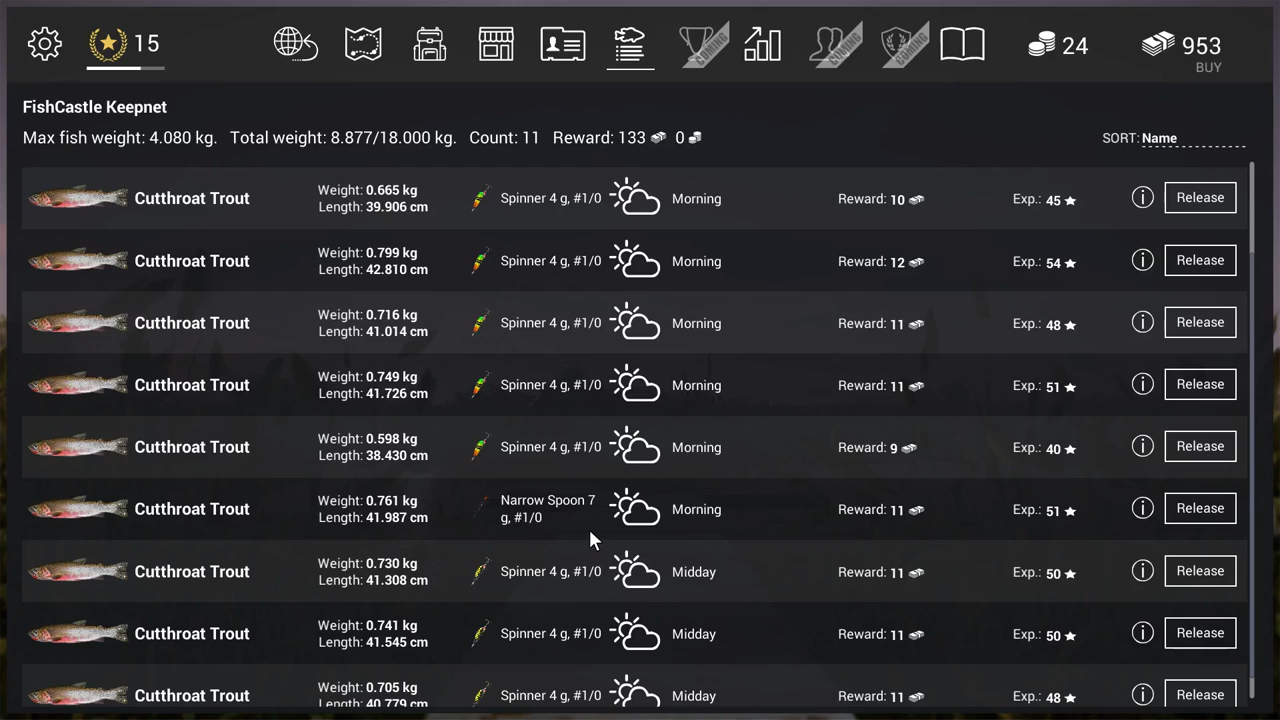 15
COMING
COMING
COMING
24
953
BUY
FishCastle Keepnet
Max fish weight: 4.080 kg. Total weight: 8.877/18.000 kg. Count: 11 Reward: 133 0
SORT: Name
Cutthroat Trout
Weight: 0.665 kg
Length: 39.906 cm
Spinner 4 g, #1/0
Morning
Reward: 10
Exp.: 45
Release
Cutthroat Trout
Weight: 0.799 kg
Length: 42.810 cm
Spinner 4 g, #1/0
Morning
Reward: 12
Exp.: 54
Release
Cutthroat Trout
Weight: 0.716 kg
Length: 41.014 cm
Spinner 4 g, #1/0
Morning
Reward: 11
Exp.: 48
Release
Cutthroat Trout
Weight: 0.749 kg
Length: 41.726 cm
Spinner 4 g, #1/0
Morning
Reward: 11
Exp.: 51
Release
Cutthroat Trout
Weight: 0.598 kg
Length: 38.430 cm
Spinner 4 g, #1/0
Morning
Reward: 9
Exp.: 40
Release
Cutthroat Trout
Weight: 0.761 kg
Length: 41.987 cm
Narrow Spoon 7
g, #1/0
Morning
Reward: 11
Exp.: 51
Release
Cutthroat Trout
Weight: 0.730 kg
Length: 41.308 cm
Spinner 4 g, #1/0
Midday
Reward: 11
Exp.: 50
Release
Cutthroat Trout
Weight: 0.741 kg
Length: 41.545 cm
Spinner 4 g, #1/0
Midday
Reward: 11
Exp.: 50
Release
Cutthroat Trout
Weight: 0.705 kg
Length: 40.779 cm
Spinner 4 g, #1/0
Midday
Reward: 11
Exp.: 48
Release